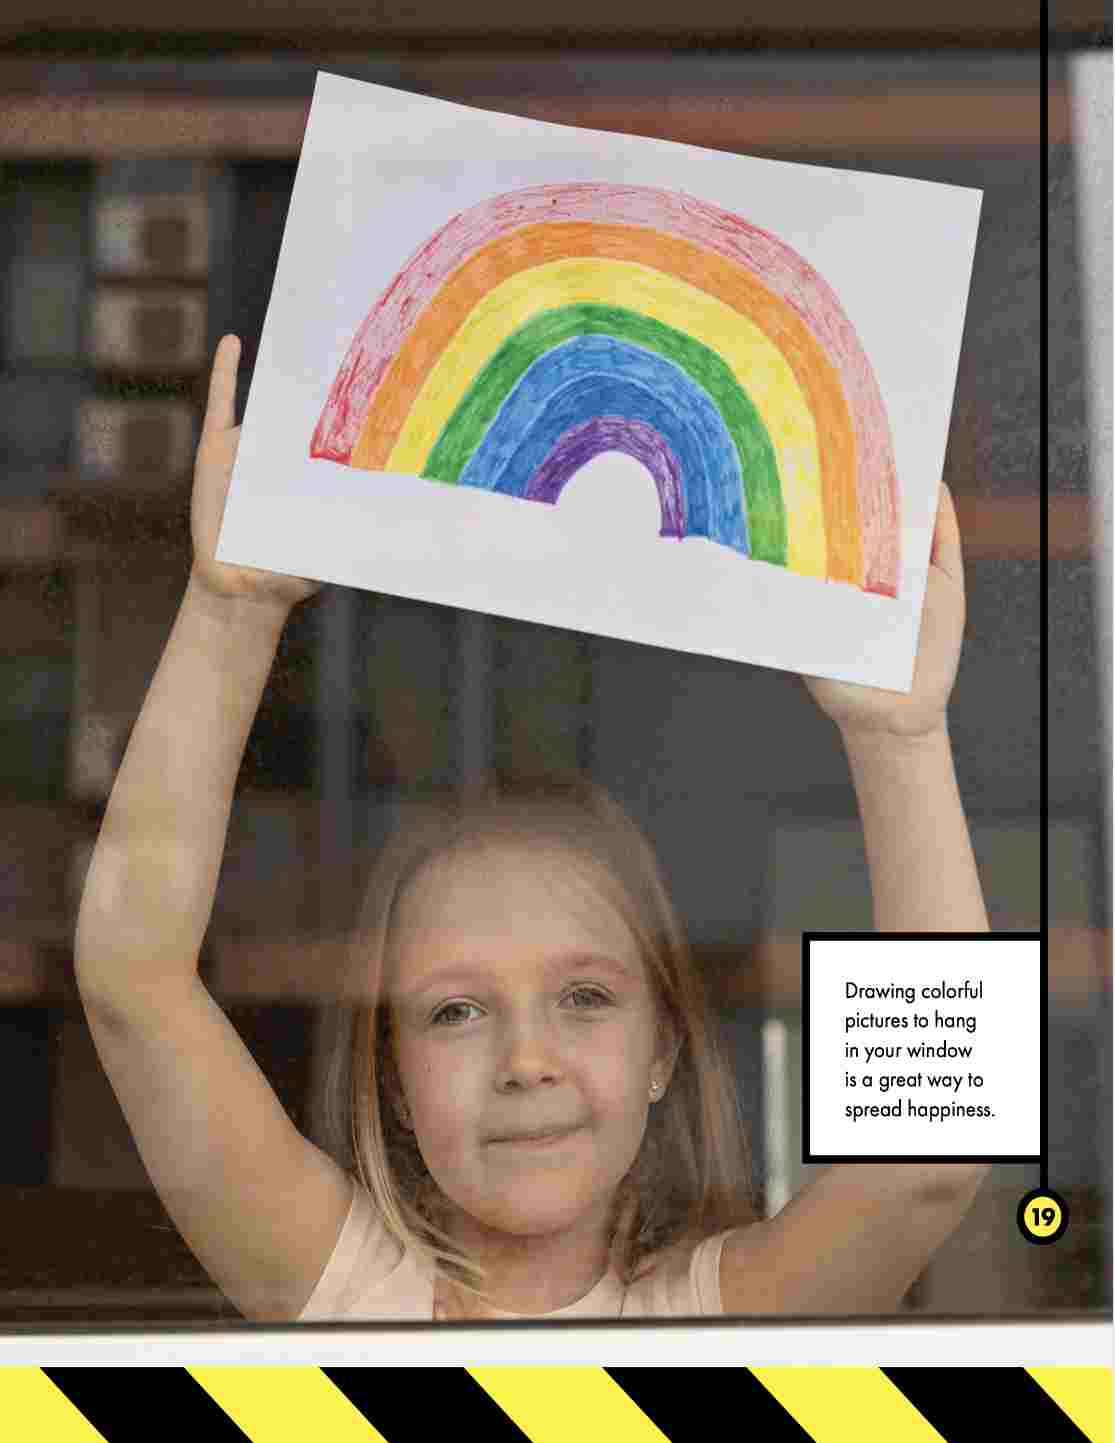 Drawing colorful
pictures to hang
in your window
is a great way to
spread happiness.
19